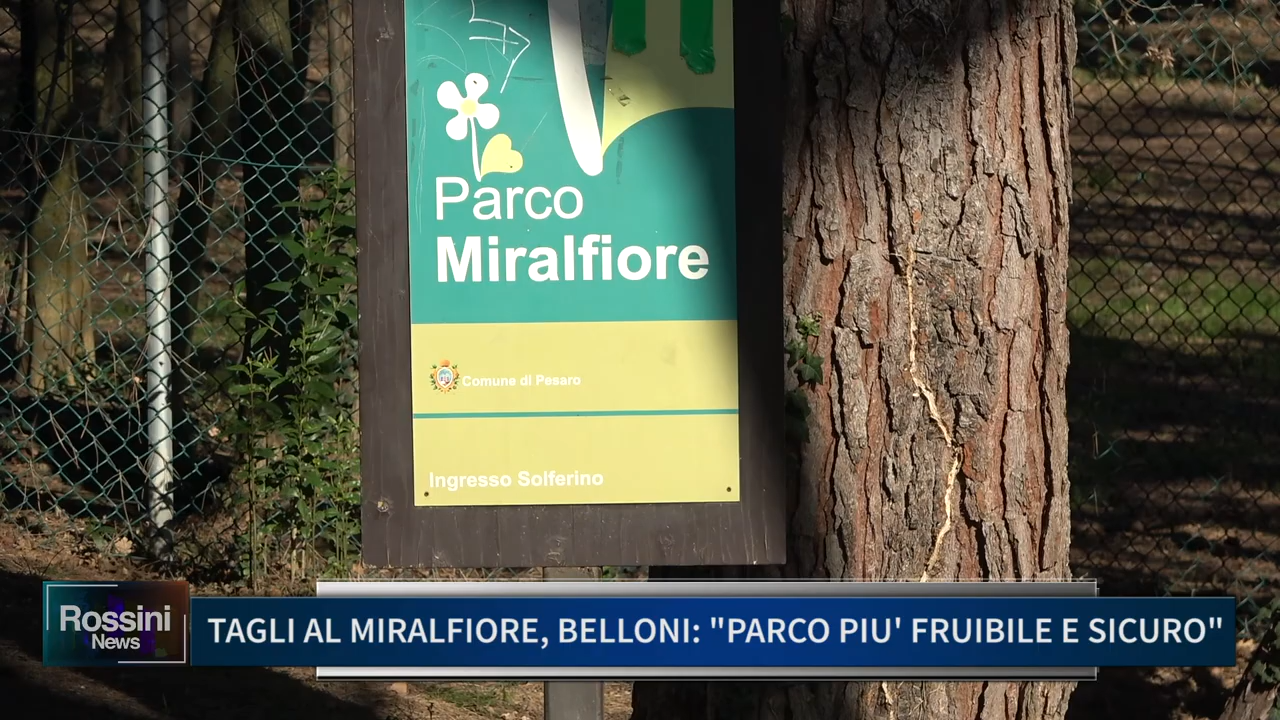 Parco
Miralfiore
Comune di Pesaro
Ingresso Solferino
Rossini
News
TAGLI AL MIRALFIORE, BELLONI: "PARCO PIU' FRUIBILE E SICURO"